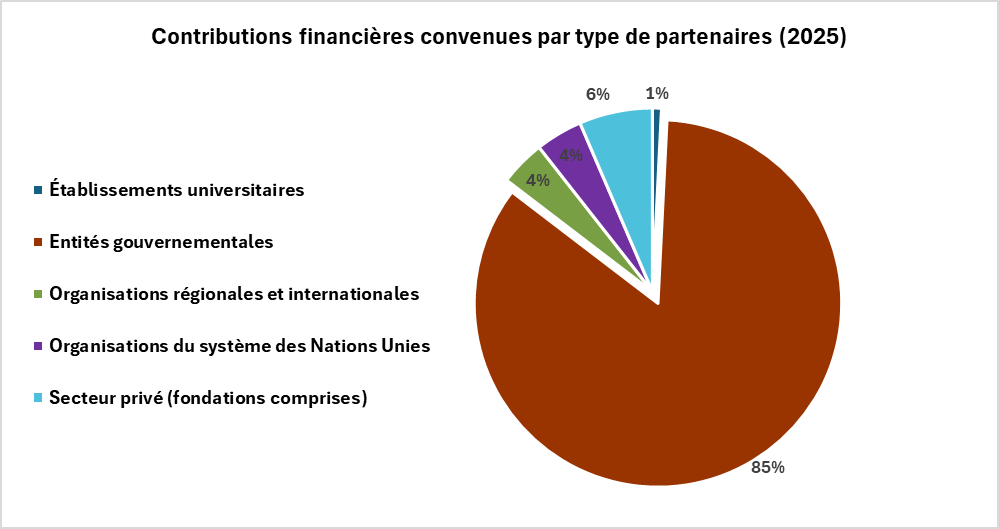 Contributions financières convenues par type de partenaires (2025)
6%
1%
4%
4%
Établissements universitaires
Entités gouvernementales
Organisations régionales et internationales
Organisations du système des Nations Unies
Secteur privé (fondations comprises)
85%